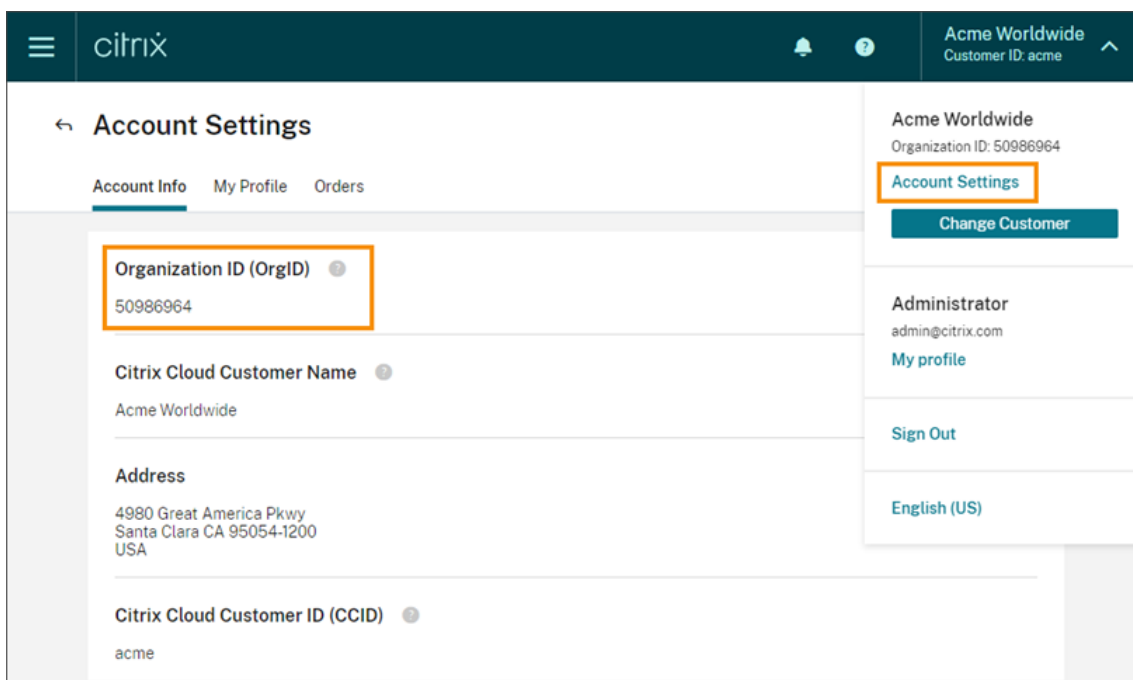 citrix
Acme Worldwide
Customer ID: acme
Account Settings
Account Info My Profile Orders
Organization ID (OrgID)
50986964
Citrix Cloud Customer Name
Acme Worldwide
Address
4980 Great America Pkwy
Santa Clara CA 95054-1200
USA
Citrix Cloud Customer ID (CCID)
acme
Acme Worldwide
Organization ID: 50986964
Account Settings
Change Customer
Administrator
admin@citrix.com
My profile
Sign Out
English (US)